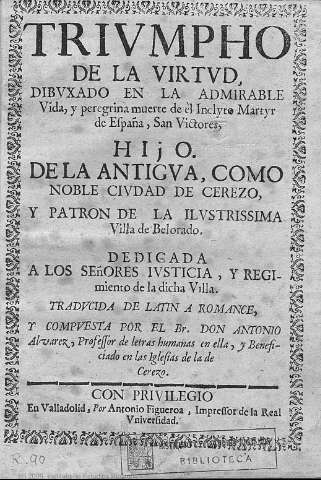 TRIVMPHO
DE LA VIRTVD,
DIBVXADO EN LA ADMIRABLE
Vida, y peregrina muerte de el Inclyto Martyr
de España, San Victores,
HIJO.
DE LA ANTIGVA, COMO
NOBLE CIVDAD DE CEREZO,
Y PATRON DE LA ILVSTRISSIMA
Villa de Belorado.
DEDICADA
A LOS SEñORES IVSTICIA, Y REGI-
miento de la dicha Villa.
TRADVCIDA DE LATIN A ROMANCE,
Y COMPVESTA POR EL Br. DON ANTONIO
Alvarez, Professor de letras humanas en ella, y Benefi-
ciado en las Iglesias de la de
Cerezo.
CON PRIVILEGIO
En Valladolid, Por Antonio Figueroa, Impressor de la Real
Vniversidad.
R. 90
BIBLIOTECA